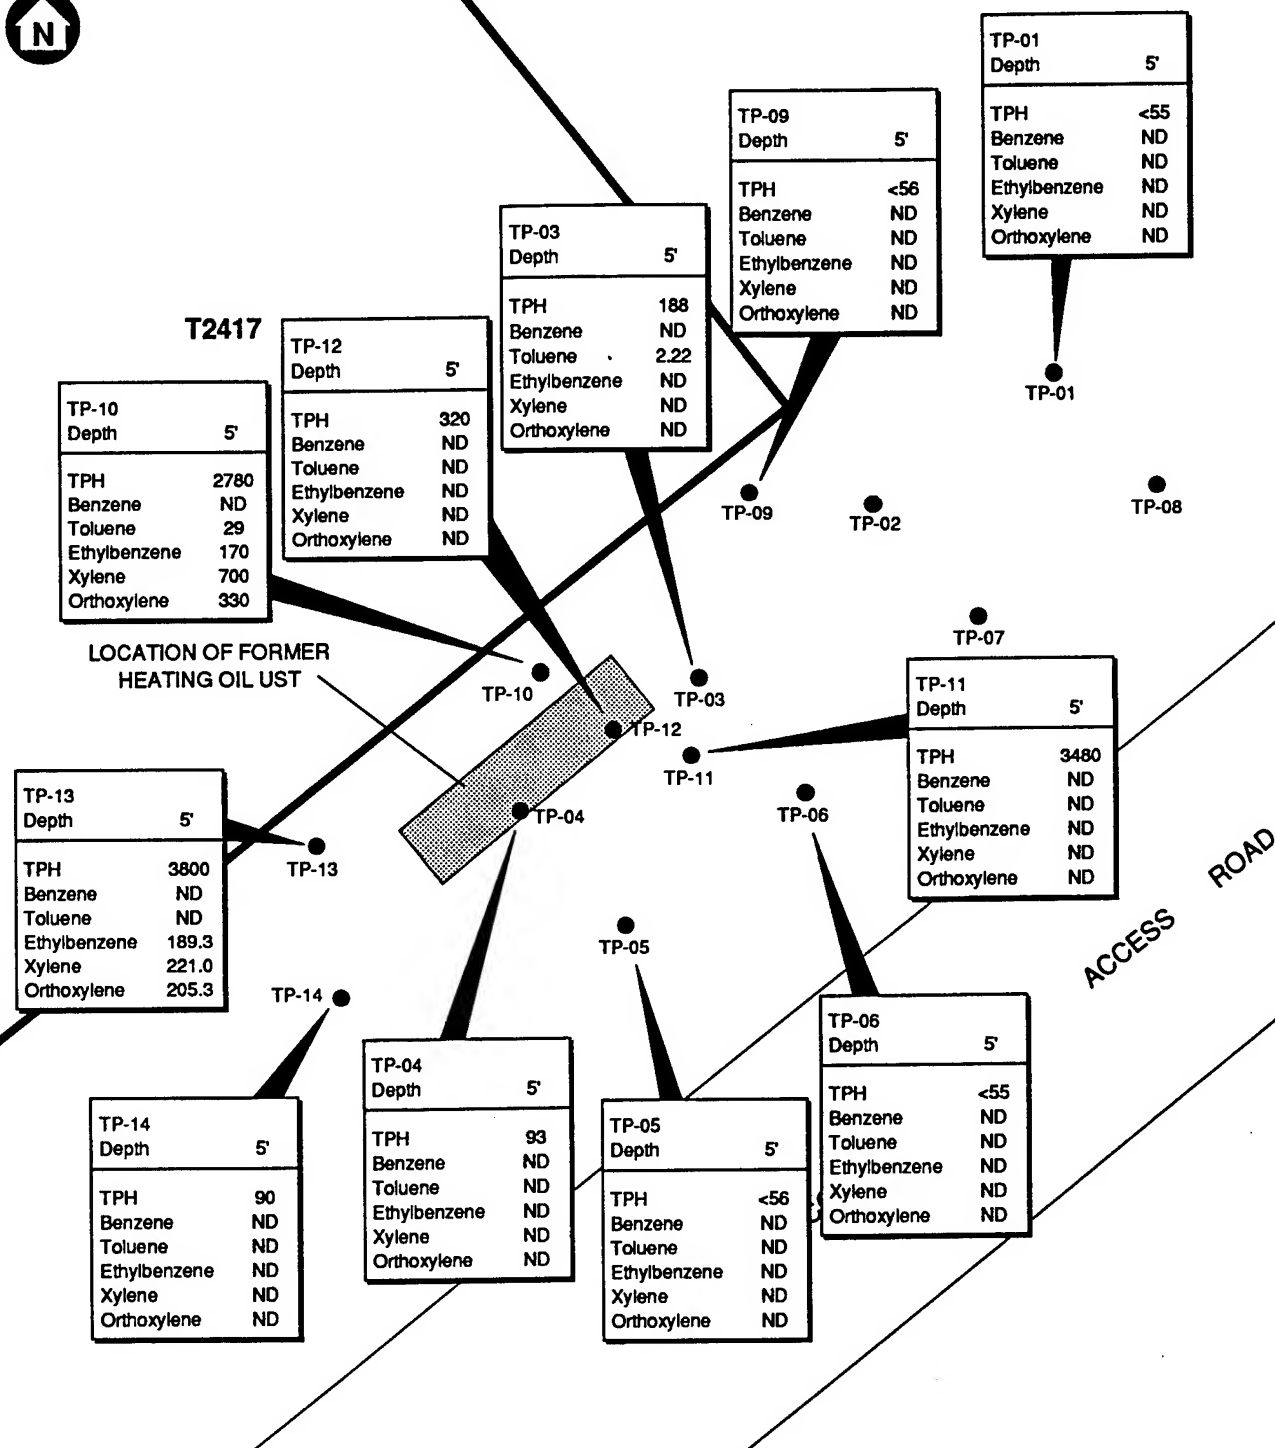 N
TP-01
Depth 5'
TPH <55
Benzene ND
Toluene ND
Ethylbenzene ND
Xylene ND
Orthoxylene ND
TP-09
Depth 5'
TPH <56
Benzene ND
Toluene ND
Ethylbenzene ND
Xylene ND
Orthoxylene ND
TP-03
Depth 5'
TPH 188
Benzene ND
Toluene 2.22
Ethylbenzene ND
Xylene ND
Orthoxylene ND
T2417
TP-12
Depth 5'
TPH 320
Benzene ND
Toluene ND
Ethylbenzene ND
Xylene ND
Orthoxylene ND
TP-10
Depth 5'
TPH 2780
Benzene ND
Toluene 29
Ethylbenzene 170
Xylene 700
Orthoxylene 330
TP-01
TP-09
TP-02
TP-08
TP-07
LOCATION OF FORMER
HEATING OIL UST
TP-10
TP-03
TP-12
TP-11
TP-06
TP-04
TP-13
TP-05
TP-14
TP-11
Depth 5'
TPH 3480
Benzene ND
Toluene ND
Ethylbenzene ND
Xylene ND
Orthoxylene ND
TP-13
Depth 5'
TPH 3800
Benzene ND
Toluene ND
Ethylbenzene 189.3
Xylene 221.0
Orthoxylene 205.3
ACCESS ROAD
TP-06
Depth 5'
TPH <55
Benzene ND
Toluene ND
Ethylbenzene ND
Xylene ND
Orthoxylene ND
TP-04
Depth 5'
TPH 93
Benzene ND
Toluene ND
Ethylbenzene ND
Xylene ND
Orthoxylene ND
TP-14
Depth 5'
TPH 90
Benzene ND
Toluene ND
Ethylbenzene ND
Xylene ND
Orthoxylene ND
TP-05
Depth 5'
TPH <56
Benzene ND
Toluene ND
Ethylbenzene ND
Xylene ND
Orthoxylene ND